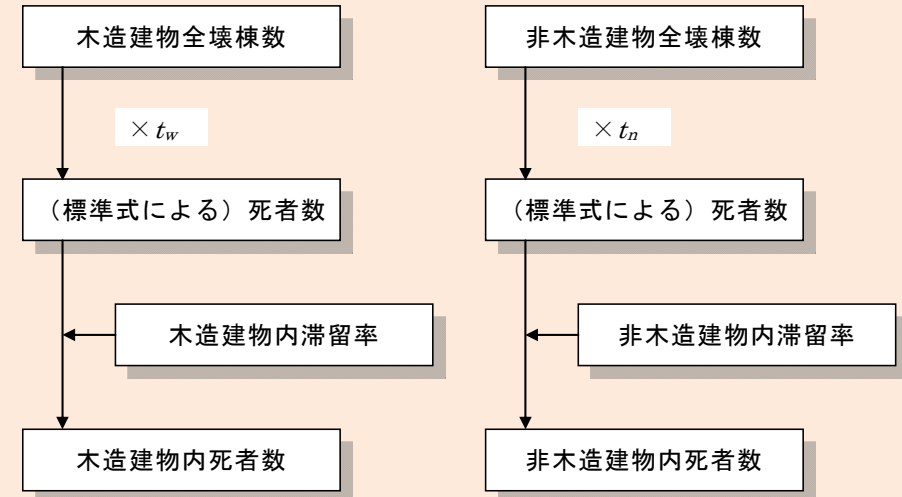 木造建物全壊棟数
× tw
（標準式による）死者数
木造建物内滞留率
木造建物内死者数
非木造建物全壊棟数
× tn
（標準式による）死者数
非木造建物内滞留率
非木造建物内死者数